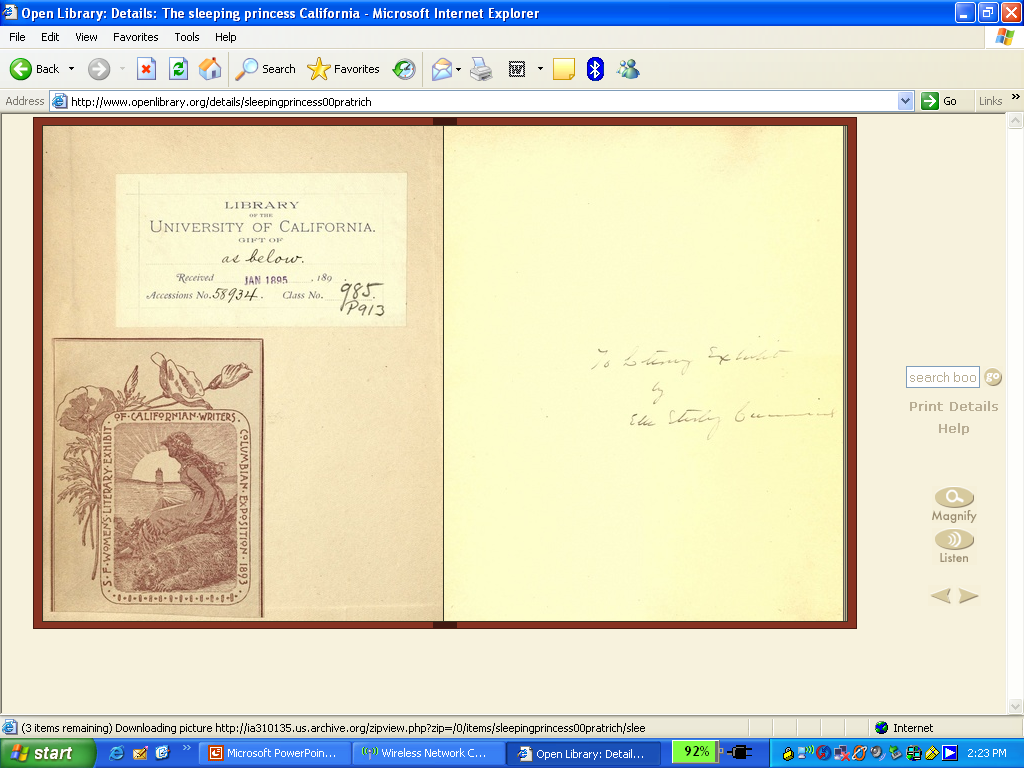 Open Library: Details: The sleeping princess California - Microsoft Internet Explorer
File Edit View Favorites Tools Help
Back Search Favorites
Address http://www.openlibrary.org/details/sleepingprincess00pratrich Go Links »
LIBRARY
OF THE
UNIVERSITY OF CALIFORNIA.
GIFT OF
as below.
Received JAN 1895 , 189 .
Accessions No. 58934 . Class No. 985.
P913
S·F·WOMEN'S·LITERARY·EXHIBIT·OF·CALIFORNIAN·WRITERS
COLUMBIAN·EXPOSITION·1893
To Literary Exhibit
by
Ella Sterling Cummins
search boo go
Print Details
Help
Magnify
Listen
(3 items remaining) Downloading picture http://ia310135.us.archive.org/zipview.php?zip=/0/items/sleepingprincess00pratrich/slee Internet
start » Microsoft PowerPoin... Wireless Network C... Open Library: Detail... 92% 2:23 PM